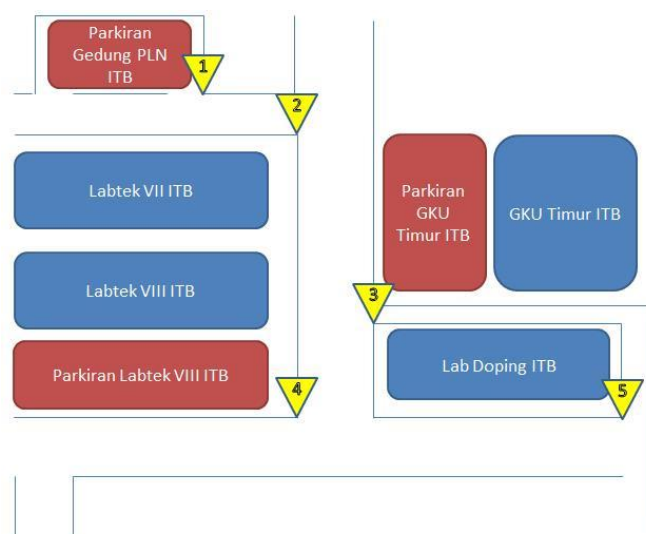 Parkiran
Gedung PLN
ITB
1
2
Labtek VII ITB
Parkiran
GKU
Timur ITB
GKU Timur ITB
Labtek VIII ITB
3
Parkiran Labtek VIII ITB
4
Lab Doping ITB
5